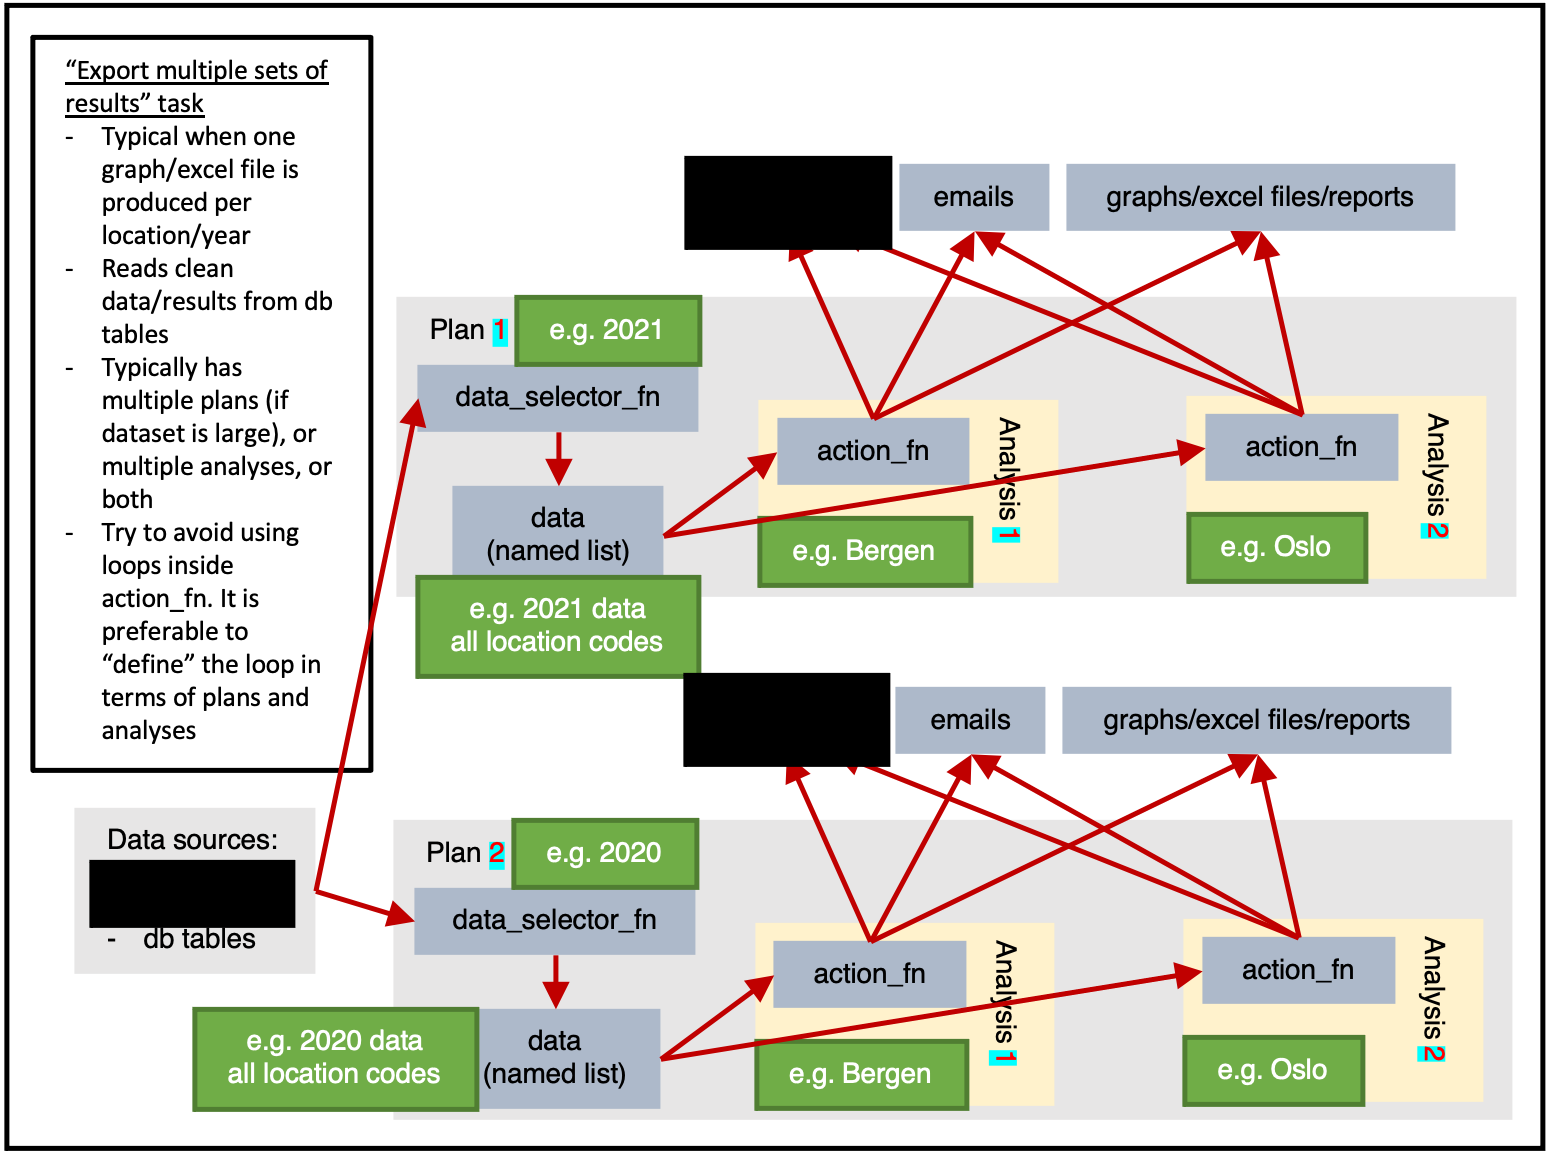 “Export multiple sets of
results” task
- Typical when one
graph/excel file is
produced per
location/year
- Reads clean
data/results from db
tables
- Typically has
multiple plans (if
dataset is large), or
multiple analyses, or
both
- Try to avoid using
loops inside
action_fn. It is
preferable to
“define” the loop in
terms of plans and
analyses
Data sources:
- db tables
emails
graphs/excel files/reports
Plan 1
e.g. 2021
data_selector_fn
data
(named list)
e.g. 2021 data
all location codes
action_fn
Analysis 1
e.g. Bergen
action_fn
Analysis 2
e.g. Oslo
emails
graphs/excel files/reports
Plan 2
e.g. 2020
data_selector_fn
data
(named list)
e.g. 2020 data
all location codes
action_fn
Analysis 1
e.g. Bergen
action_fn
Analysis 2
e.g. Oslo